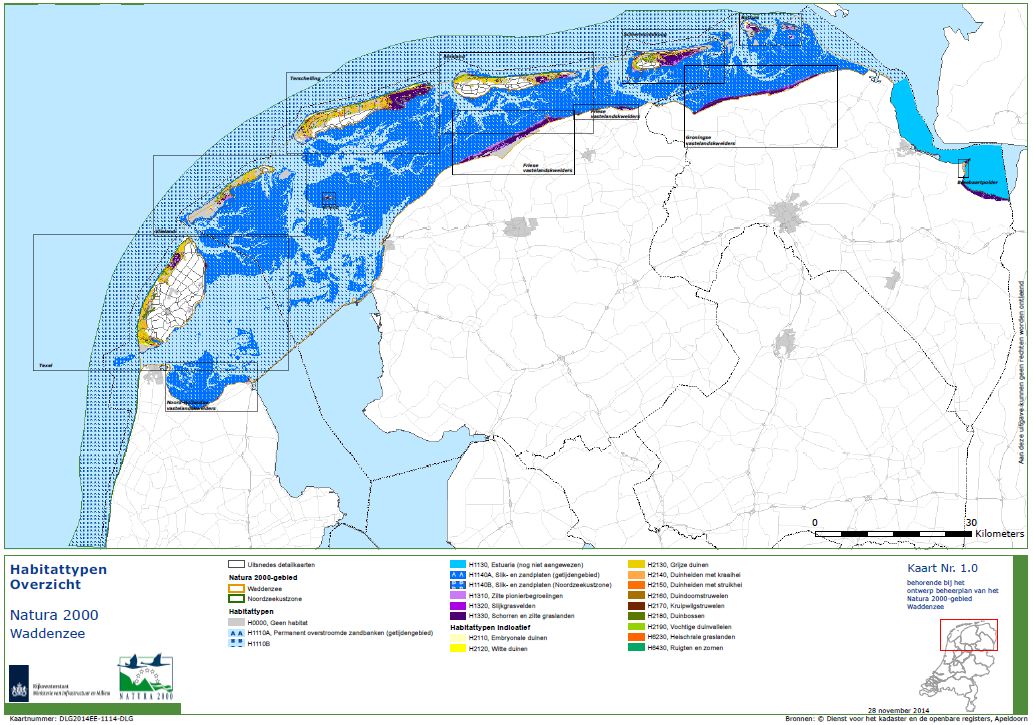 Terschelling
Friese
vastelandskwelders
Friese
vastelandskwelders
Groningse
vastelandskwelders
Texel
vastelandskwelders
Aan deze uitgave kunnen geen rechten worden ontleend
0 30
Kilometers
Habitattypen
Overzicht
Natura 2000
Waddenzee
Rijkswaterstaat
Ministerie van Infrastructuur en Milieu
NATURA 2000
Uitsnedes detailkaarten
Natura 2000-gebied
Waddenzee
Noordzeekustzone
Habitattypen
H0000, Geen habitat
H1110A, Permanent overstroomde zandbanken (getijdengebied)
H1110B
H1130, Estuaria (nog niet aangewezen)
H1140A, Slik- en zandplaten (getijdengebied)
H1140B, Slik- en zandplaten (Noordzeekustzone)
H1310, Zilte pionierbegroeiingen
H1320, Slijkgrasvelden
H1330, Schorren en zilte graslanden
Habitattypen Indicatief
H2110, Embryonale duinen
H2120, Witte duinen
H2130, Grijze duinen
H2140, Duinheiden met kraaihei
H2150, Duinheiden met struikhei
H2160, Duindoornstruwelen
H2170, Kruipwilgstruwelen
H2180, Duinbossen
H2190, Vochtige duinvalleien
H6230, Heischrale graslanden
H6430, Ruigten en zomen
Kaart Nr. 1.0
behorende bij het
ontwerp beheerplan van het
Natura 2000-gebied
Waddenzee
28 november 2014
Kaartnummer: DLG2014EE-1114-DLG
Bronnen: © Dienst voor het kadaster en de openbare registers, Apeldoorn